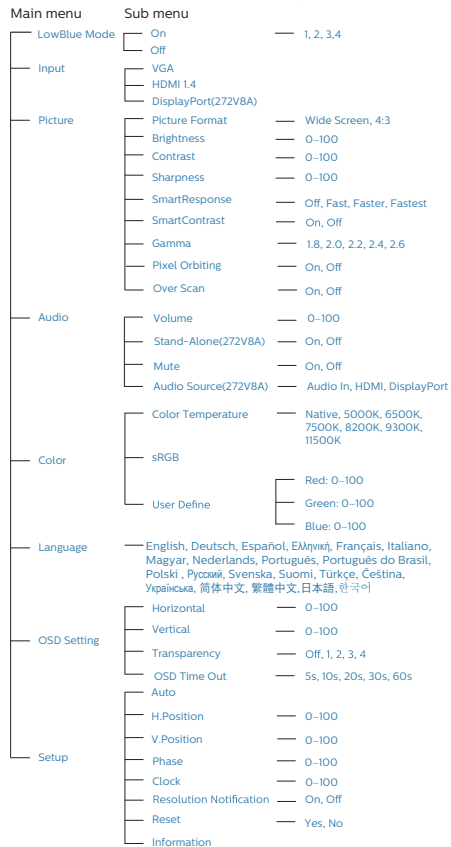 Main menu Sub menu
LowBlue Mode On 1, 2, 3,4
Off
Input VGA
HDMI 1.4
DisplayPort(272V8A)
Picture Picture Format Wide Screen, 4:3
Brightness 0–100
Contrast 0–100
Sharpness 0–100
SmartResponse Off, Fast, Faster, Fastest
SmartContrast On, Off
Gamma 1.8, 2.0, 2.2, 2.4, 2.6
Pixel Orbiting On, Off
Over Scan On, Off
Audio Volume 0–100
Stand-Alone(272V8A) On, Off
Mute On, Off
Audio Source(272V8A) Audio In, HDMI, DisplayPort
Color Temperature Native, 5000K, 6500K,
7500K, 8200K, 9300K,
11500K
Color sRGB
Red: 0–100
User Define Green: 0–100
Blue: 0–100
Language English, Deutsch, Español, Ελληνική, Français, Italiano,
Magyar, Nederlands, Português, Português do Brasil,
Polski , Русский, Svenska, Suomi, Türkçe, Čeština,
Українська, 简体中文, 繁體中文,日本語,한국어
Horizontal 0–100
Vertical 0–100
OSD Setting
Transparency Off, 1, 2, 3, 4
OSD Time Out 5s, 10s, 20s, 30s, 60s
Auto
H.Position 0–100
V.Position 0–100
Setup
Phase 0–100
Clock 0–100
Resolution Notification On, Off
Reset Yes, No
Information